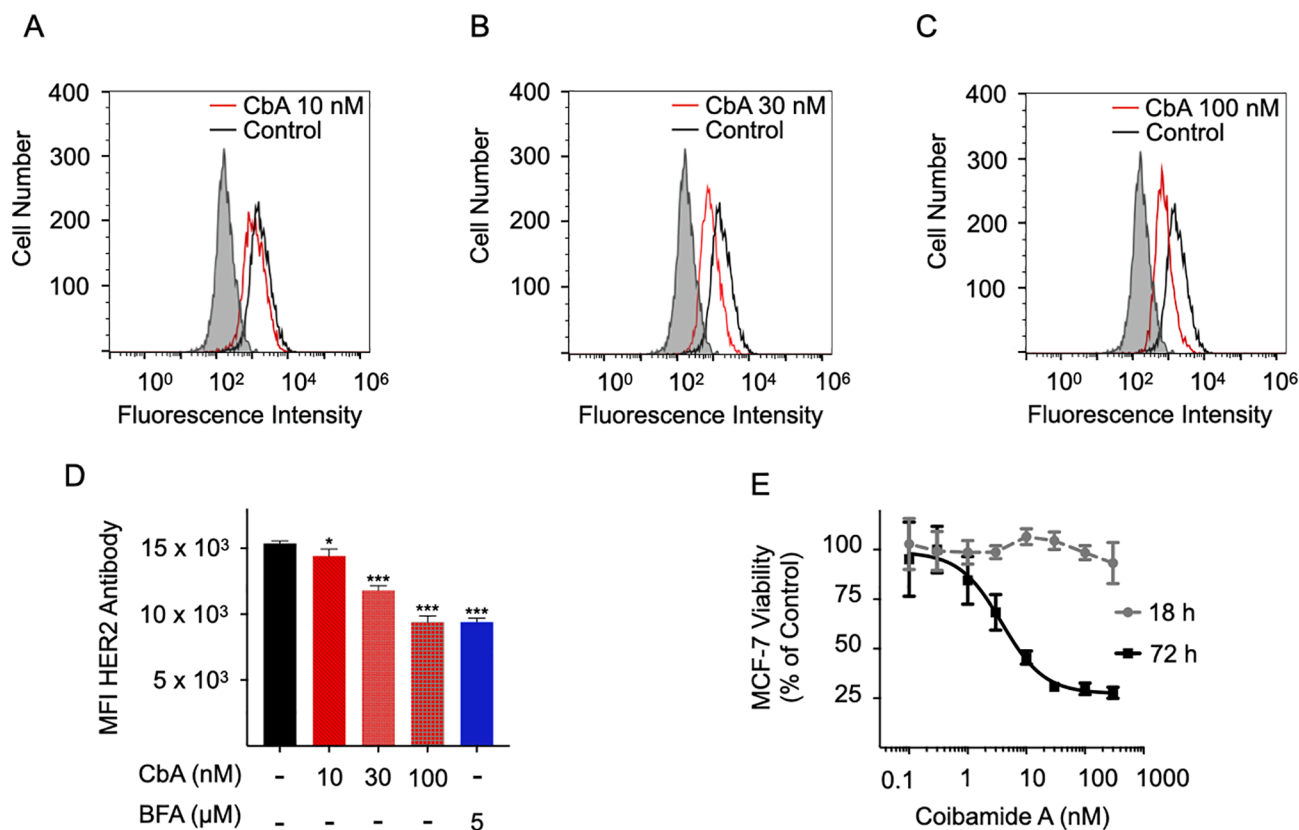 A
B
C
400
300
200
100
Cell Number
CbA 10 nM
Control
10⁰ 10² 10⁴ 10⁶
Fluorescence Intensity
400
300
200
100
Cell Number
CbA 30 nM
Control
10⁰ 10² 10⁴ 10⁶
Fluorescence Intensity
400
300
200
100
Cell Number
CbA 100 nM
Control
10⁰ 10² 10⁴ 10⁶
Fluorescence Intensity
D
MFI HER2 Antibody
15 x 10³
10 x 10³
5 x 10³
*
***
***
***
CbA (nM) - 10 30 100 -
BFA (µM) - - - - 5
E
MCF-7 Viability
(% of Control)
100
75
50
25
18 h
72 h
0.1 1 10 100 1000
Coibamide A (nM)